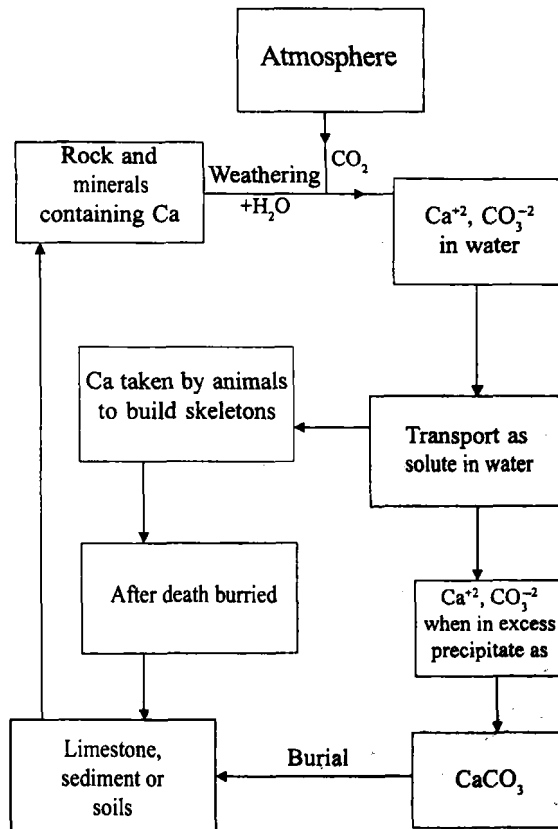 Atmosphere
CO₂
Rock and
minerals
containing Ca
Weathering
+H₂O
Ca⁺², CO₃⁻²
in water
Ca taken by animals
to build skeletons
Transport as
solute in water
After death burried
Ca⁺², CO₃⁻²
when in excess
precipitate as
Limestone,
sediment or
soils
Burial
CaCO₃